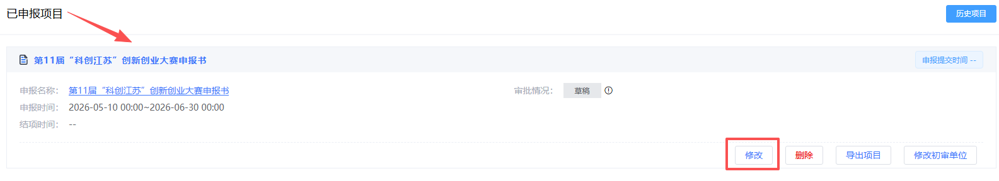 已申报项目
历史项目
第11届“科创江苏”创新创业大赛申报书
申报提交时间 --
申报名称： 第11届“科创江苏”创新创业大赛申报书
审批情况： 草稿
申报时间： 2026-05-10 00:00~2026-06-30 00:00
结项时间： --
修改 删除 导出项目 修改初审单位